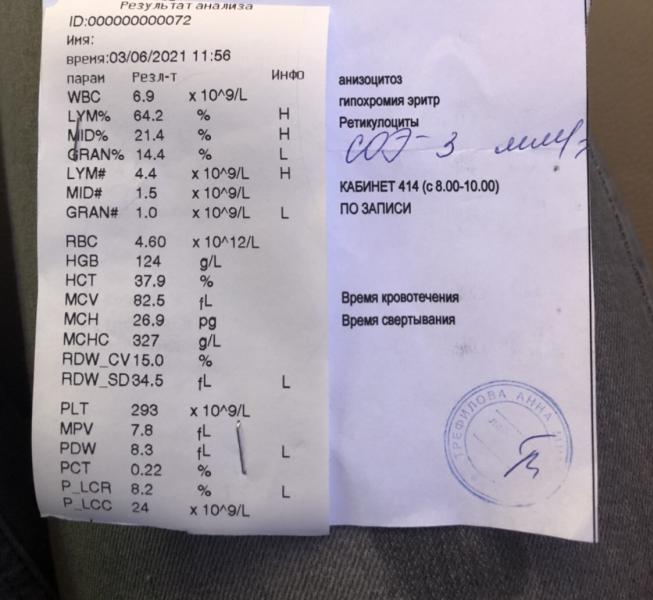 Результат анализа
ID:000000000072
Имя:
время:03/06/2021 11:56
парам Резл-т Инфо
WBC 6.9 x 10^9/L
LYM% 64.2 % H
MID% 21.4 % H
GRAN% 14.4 % L
LYM# 4.4 x 10^9/L H
MID# 1.5 x 10^9/L
GRAN# 1.0 x 10^9/L L
RBC 4.60 x 10^12/L
HGB 124 g/L
HCT 37.9 %
MCV 82.5 fL
MCH 26.9 pg
MCHC 327 g/L
RDW_CV 15.0 %
RDW_SD 34.5 fL L
PLT 293 x 10^9/L
MPV 7.8 fL
PDW 8.3 fL L
PCT 0.22 %
P_LCR 8.2 % L
P_LCC 24 x 10^9/L
анизоцитоз
гипохромия эритр
Ретикулоциты
СОЭ- 3 мм/
КАБИНЕТ 414 (с 8.00-10.00)
ПО ЗАПИСИ
Время кровотечения
Время свертывания
ТРЕФИЛОВА АННА